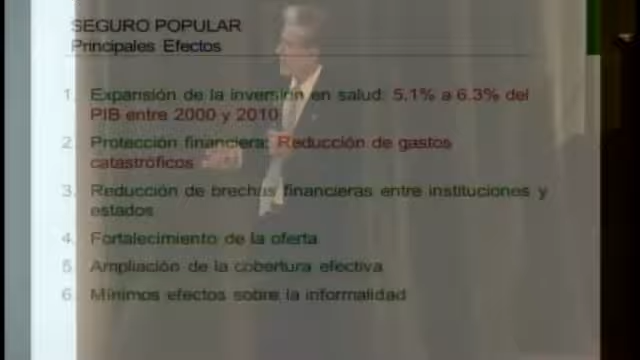 SEGURO POPULAR
Principales Efectos
1. Expansión de la inversión en salud: 5.1% a 6.3% del
PIB entre 2000 y 2010
2. Protección financiera: Reducción de gastos
catastróficos
3. Reducción de brechas financieras entre instituciones y
estados
4. Fortalecimiento de la oferta
5. Ampliación de la cobertura efectiva
6. Mínimos efectos sobre la informalidad